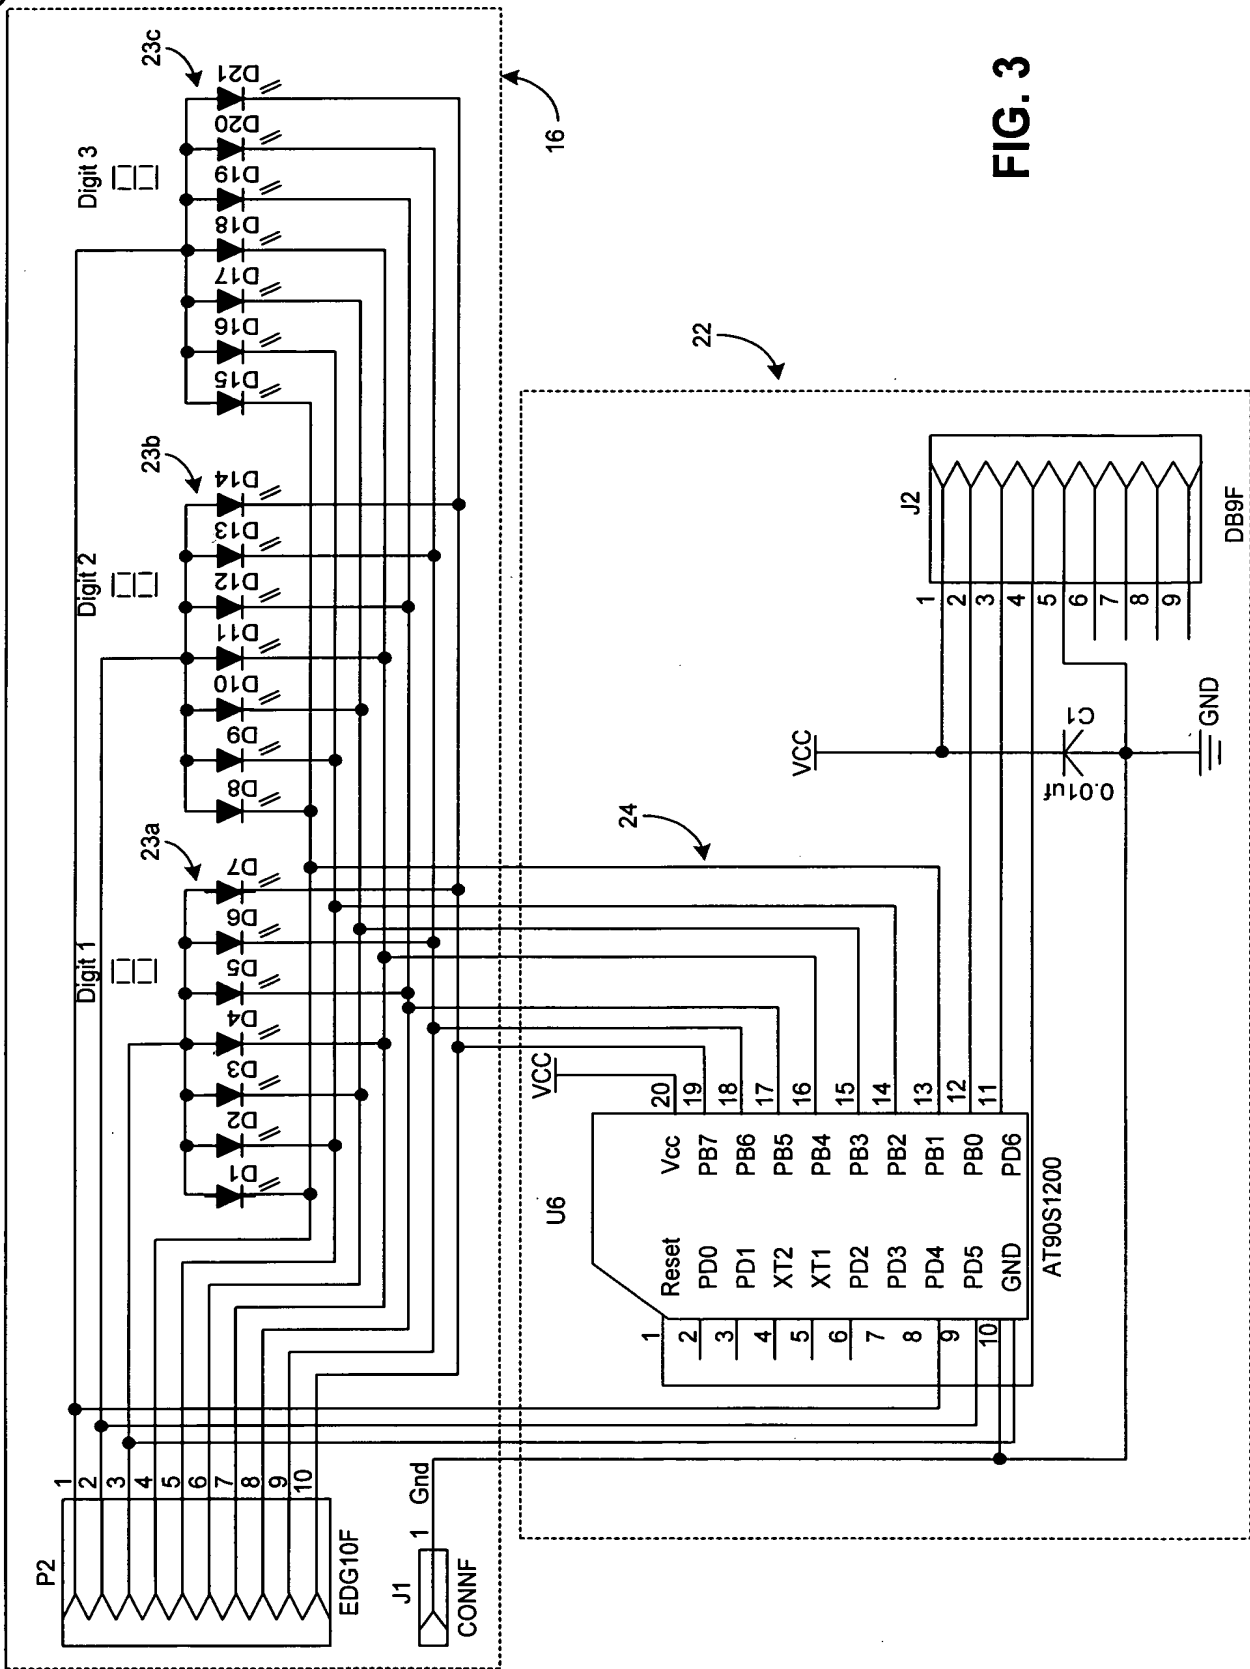 P2
1
2
3
4
5
6
7
8
9
10
EDG10F
J1
1 Gnd
CONNF
Digit 1
23a
D1
D2
D3
D4
D5
D6
D7
Digit 2
23b
D8
D9
D10
D11
D12
D13
D14
Digit 3
23c
D15
D16
D17
D18
D19
D20
D21
16
22
24
U6
1 Reset
2 PD0
3 PD1
4 XT2
5 XT1
6 PD2
7 PD3
8 PD4
9 PD5
10 GND
Vcc 20
PB7 19
PB6 18
PB5 17
PB4 16
PB3 15
PB2 14
PB1 13
PB0 12
PD6 11
AT90S1200
VCC
VCC
C1
0.01uf
GND
J2
1
2
3
4
5
6
7
8
9
DB9F
FIG. 3